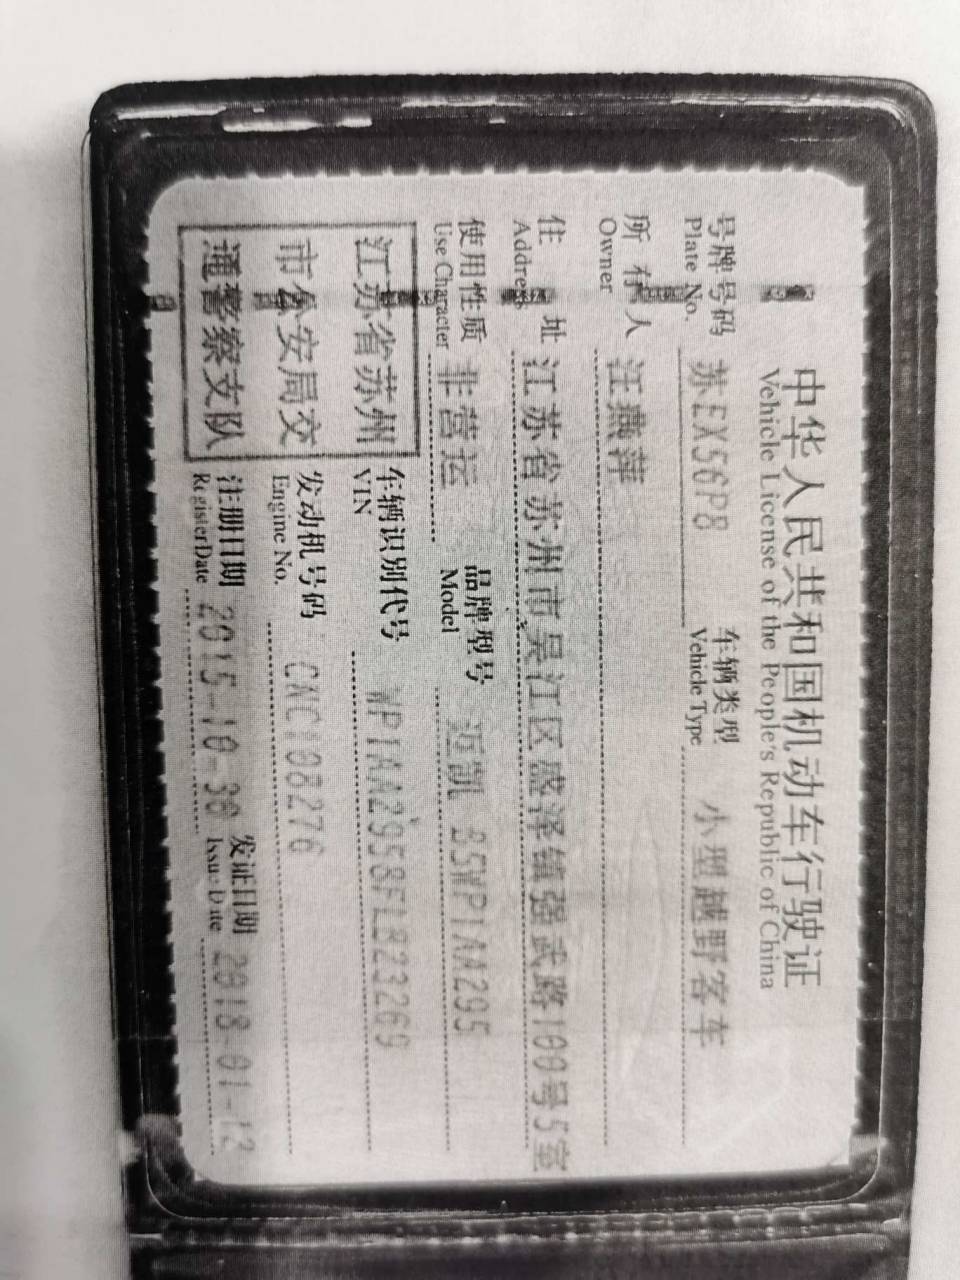 中华人民共和国机动车行驶证
Vehicle License of the People's Republic of China
号牌号码 苏EX56P8 车辆类型 小型越野客车
Plate No. Vehicle Type
所有人 汪燕萍
Owner
住址 江苏省苏州市吴江区盛泽镇强武路100号5室
Address
使用性质 非营运 品牌型号 迈凯 BSWP1AA295
Use Character Model
江苏省苏州
市公安局交
通警察支队
车辆识别代号 WP1AA2958FLB23269
VIN
发动机号码 CNC108276
Engine No.
注册日期 2015-10-30 发证日期 2018-01-12
Register Date Issue Date